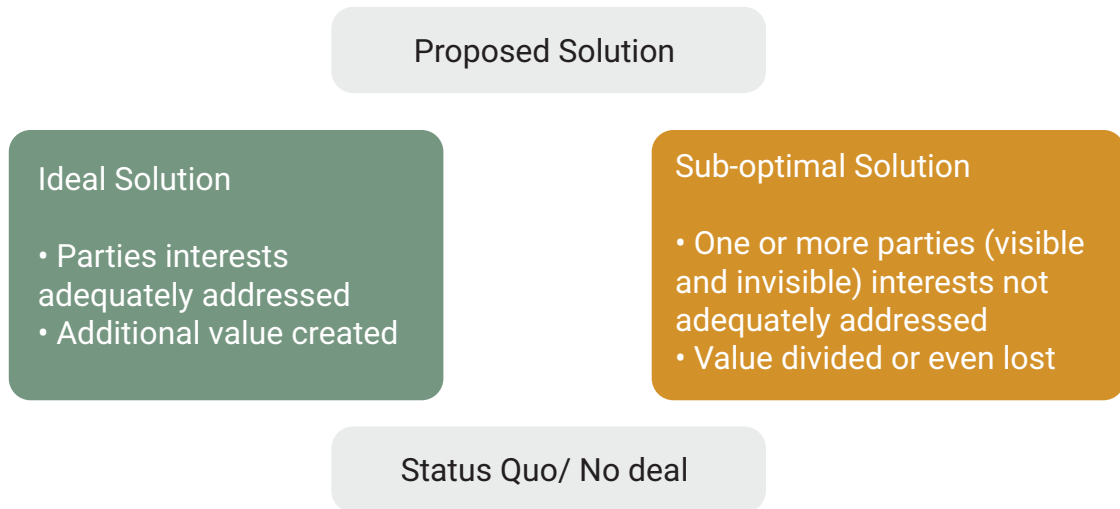 Proposed Solution
Ideal Solution
• Parties interests
adequately addressed
• Additional value created
Sub-optimal Solution
• One or more parties (visible
and invisible) interests not
adequately addressed
• Value divided or even lost
Status Quo/ No deal